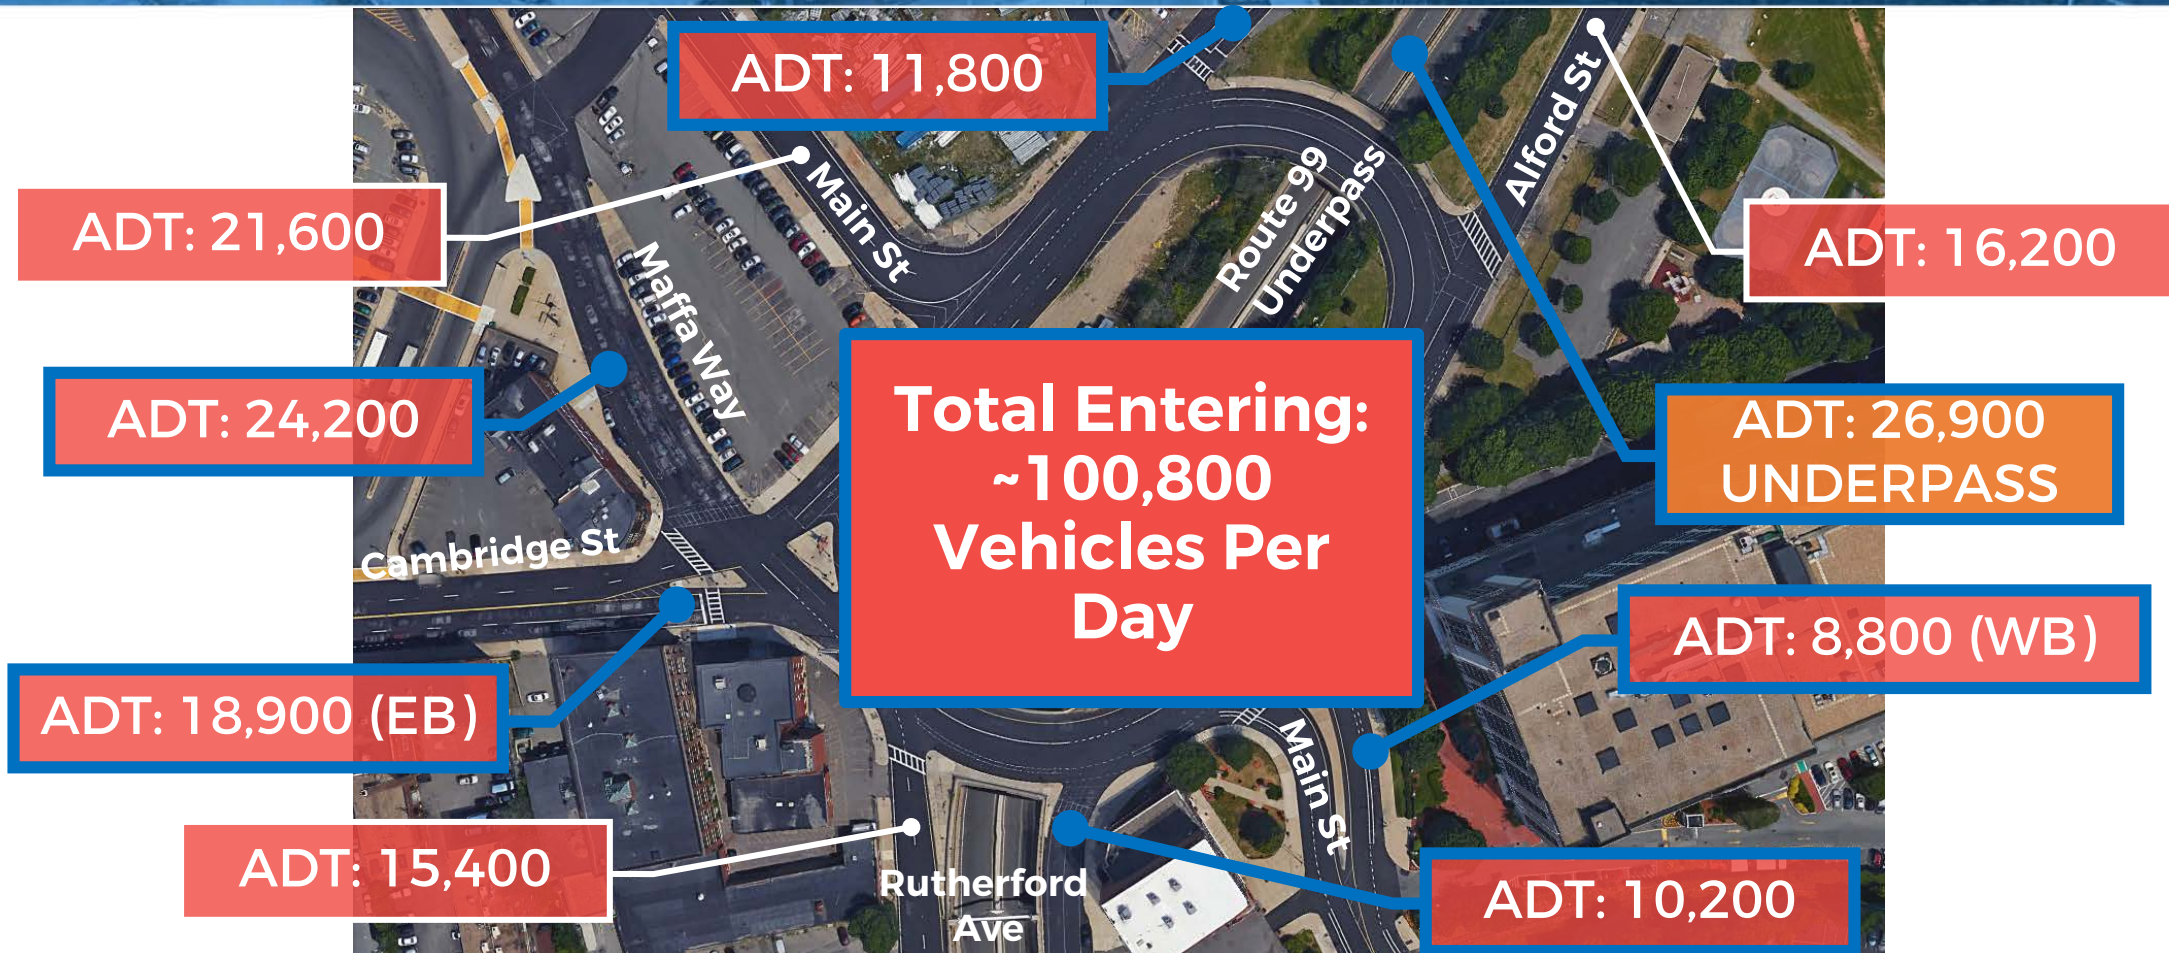 ADT: 11,800
Main St
ADT: 21,600
Maffa Way
Route 99
Underpass
Alford St
ADT: 16,200
ADT: 24,200
Total Entering:
~100,800
Vehicles Per
Day
ADT: 26,900
UNDERPASS
Cambridge St
ADT: 8,800 (WB)
ADT: 18,900 (EB)
Main St
ADT: 15,400
Rutherford
Ave
ADT: 10,200